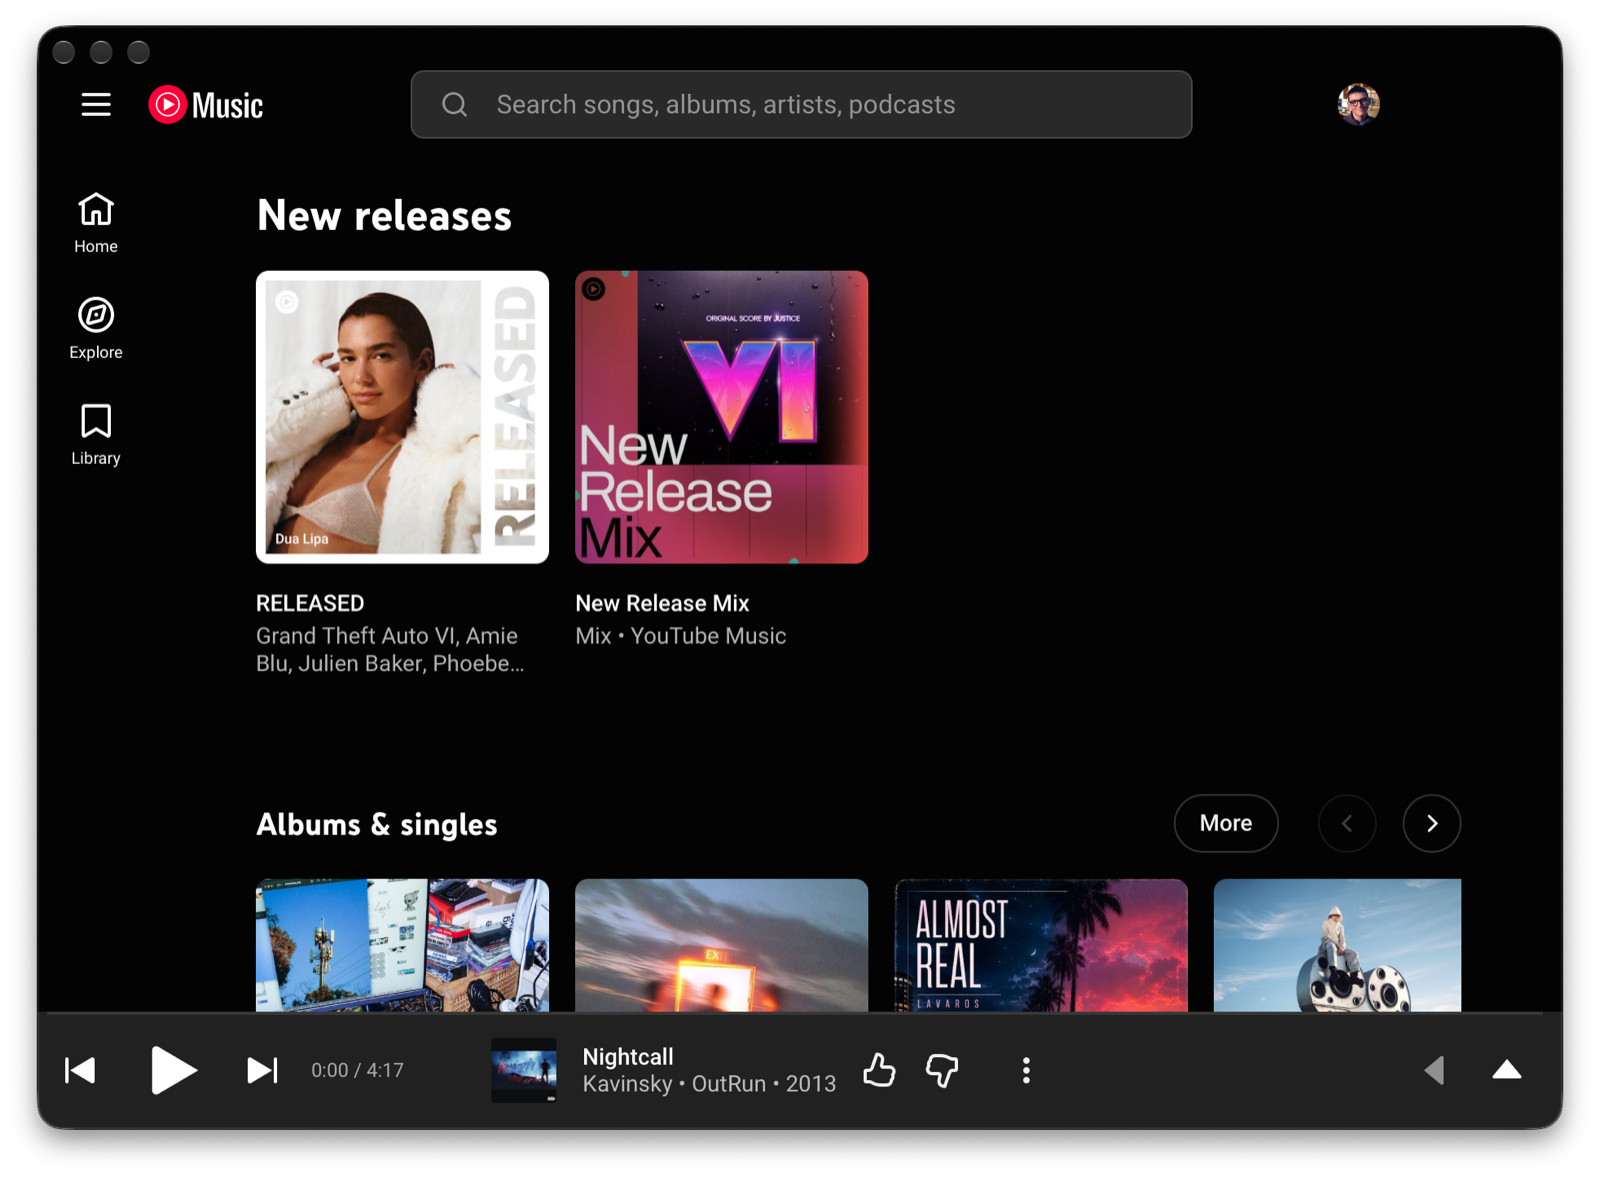 Music
Search songs, albums, artists, podcasts
Home
Explore
Library
New releases
RELEASED
Dua Lipa
ORIGINAL SCORE BY JUSTICE
VI
New
Release
Mix
RELEASED
Grand Theft Auto VI, Amie
Blu, Julien Baker, Phoebe...
New Release Mix
Mix • YouTube Music
Albums & singles
More
EXIT
ALMOST
REAL
LAVAROS
0:00 / 4:17
Nightcall
Kavinsky • OutRun • 2013